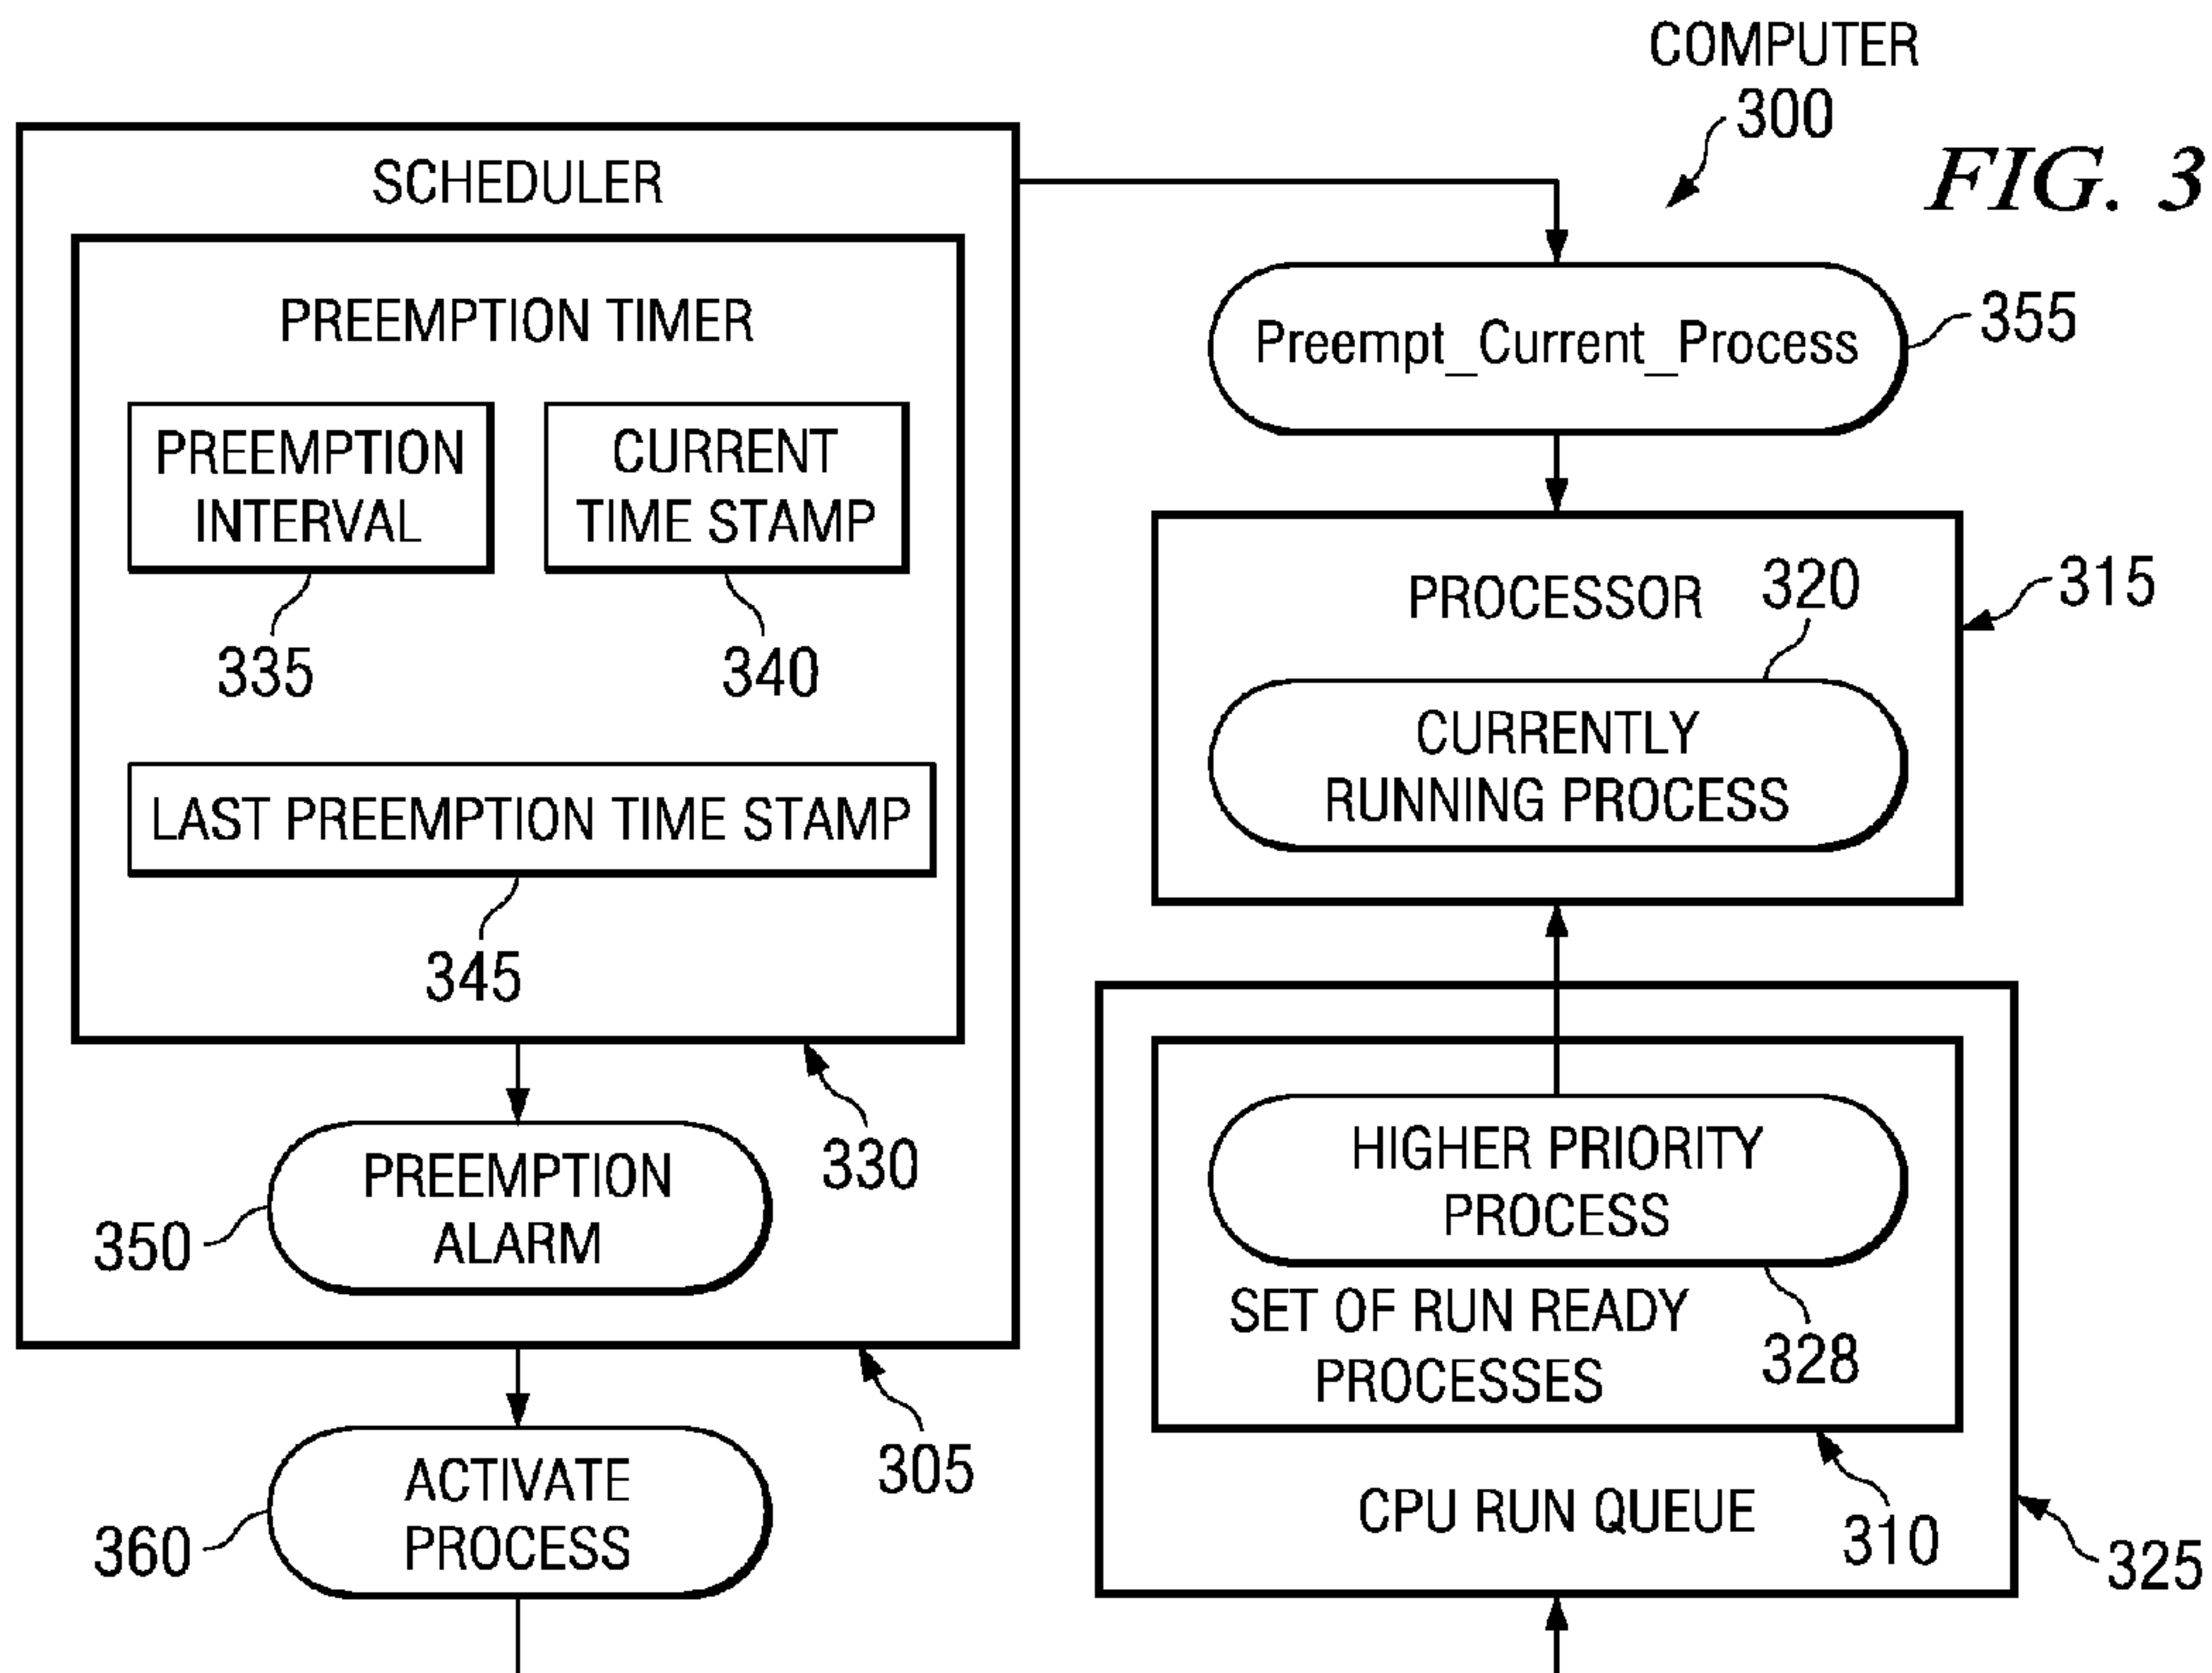 COMPUTER
300
FIG. 3
SCHEDULER
PREEMPTION TIMER
PREEMPTION
INTERVAL
335
CURRENT
TIME STAMP
340
LAST PREEMPTION TIME STAMP
345
330
PREEMPTION
ALARM
350
305
ACTIVATE
PROCESS
360
Preempt_Current_Process
355
PROCESSOR
315
320
CURRENTLY
RUNNING PROCESS
HIGHER PRIORITY
PROCESS
328
SET OF RUN READY
PROCESSES
310
CPU RUN QUEUE
325